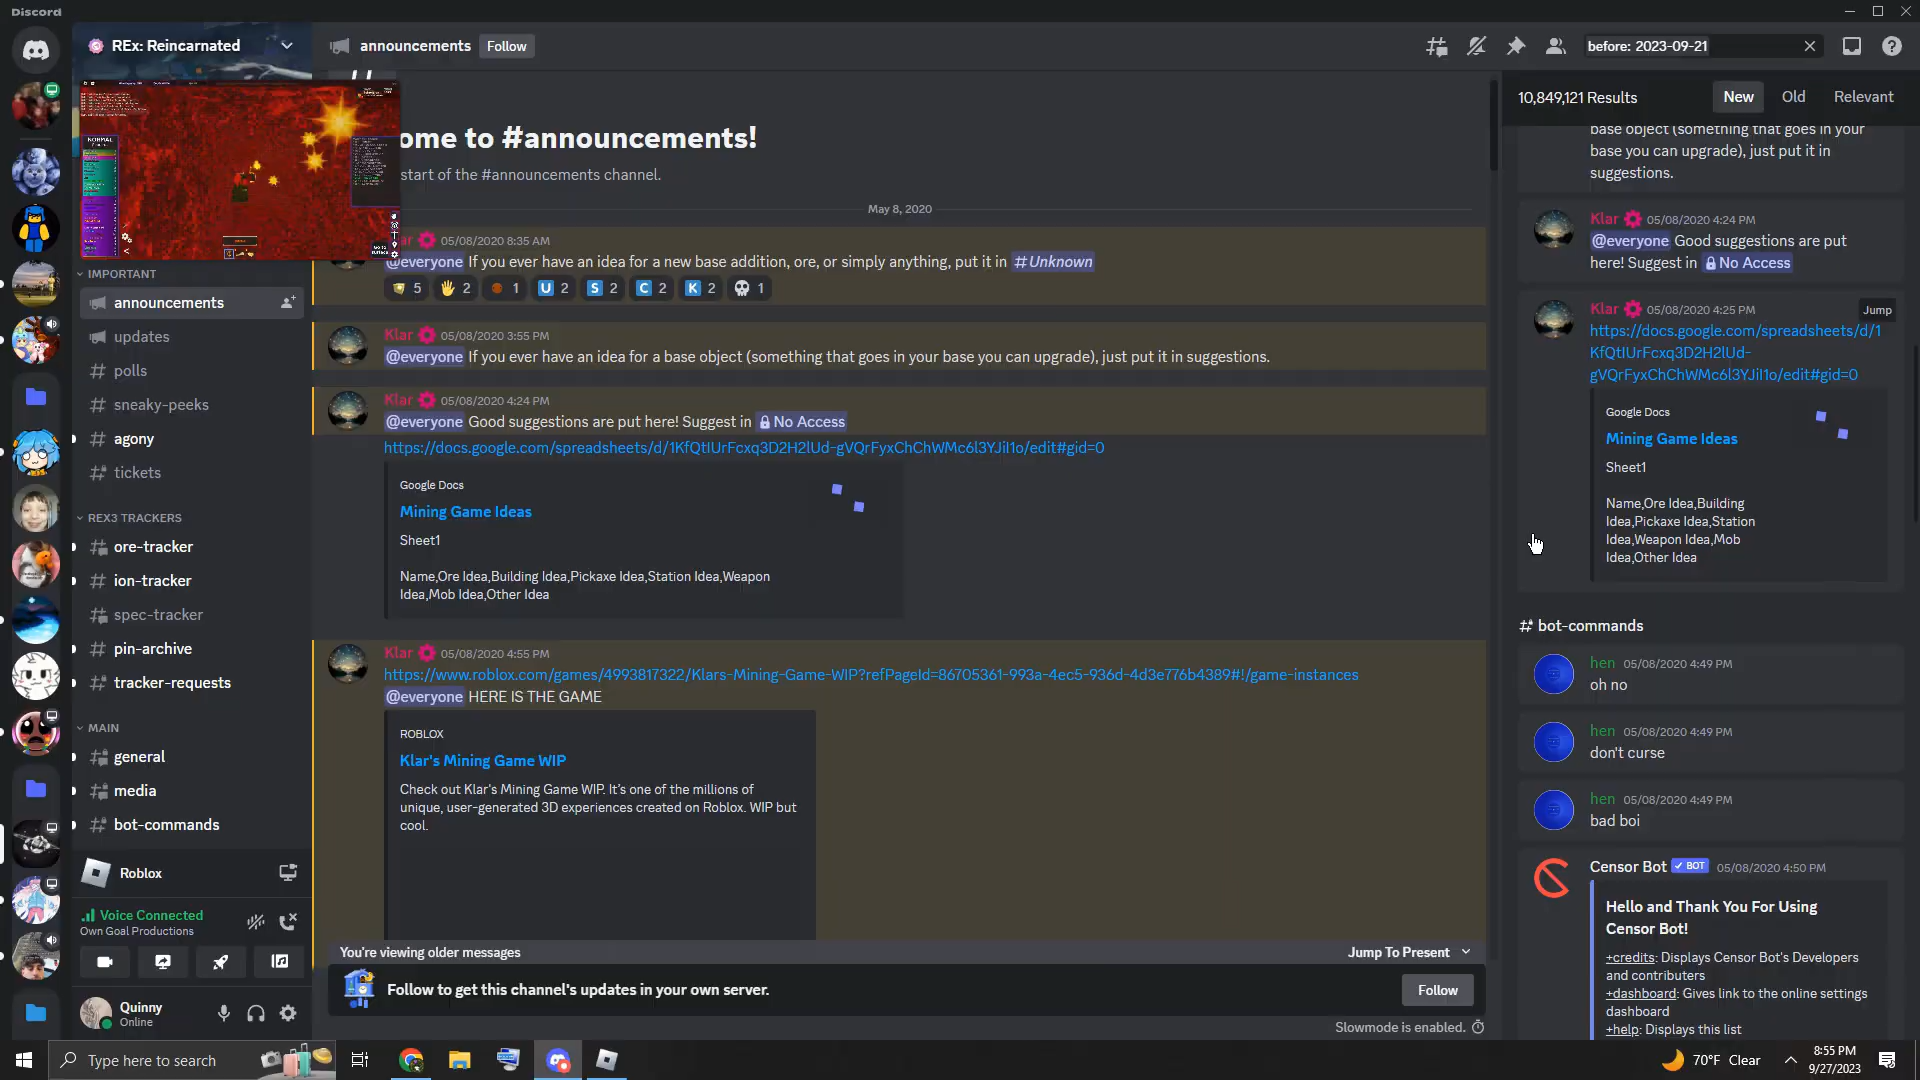 Discord
REx: Reincarnated
announcements
Follow
before: 2023-09-21
ome to #announcements!
start of the #announcements channel.
May 8, 2020
ar 05/08/2020 8:35 AM
@everyone If you ever have an idea for a new base addition, ore, or simply anything, put it in #Unknown
5 2 1 U 2 S 2 C 2 K 2 1
Klar 05/08/2020 3:55 PM
@everyone If you ever have an idea for a base object (something that goes in your base you can upgrade), just put it in suggestions.
Klar 05/08/2020 4:24 PM
@everyone Good suggestions are put here! Suggest in No Access
https://docs.google.com/spreadsheets/d/1KfQtIUrFcxq3D2H2lUd-gVQrFyxChChWMc6l3YJiI1o/edit#gid=0
Google Docs
Mining Game Ideas
Sheet1
Name,Ore Idea,Building Idea,Pickaxe Idea,Station Idea,Weapon
Idea,Mob Idea,Other Idea
Klar 05/08/2020 4:55 PM
https://www.roblox.com/games/4993817322/Klars-Mining-Game-WIP?refPageId=86705361-993a-4ec5-936d-4d3e776b4389#!/game-instances
@everyone HERE IS THE GAME
ROBLOX
Klar's Mining Game WIP
Check out Klar's Mining Game WIP. It's one of the millions of
unique, user-generated 3D experiences created on Roblox. WIP but
cool.
You're viewing older messages
Jump To Present
Follow to get this channel's updates in your own server.
Follow
Slowmode is enabled.
NORMAL
IMPORTANT
announcements
updates
polls
sneaky-peeks
agony
tickets
REX3 TRACKERS
ore-tracker
ion-tracker
spec-tracker
pin-archive
tracker-requests
MAIN
general
media
bot-commands
Roblox
Voice Connected
Own Goal Productions
Quinny
Online
10,849,121 Results
New
Old
Relevant
base object (something that goes in your
base you can upgrade), just put it in
suggestions.
Klar 05/08/2020 4:24 PM
@everyone Good suggestions are put
here! Suggest in No Access
Klar 05/08/2020 4:25 PM
Jump
https://docs.google.com/spreadsheets/d/1
KfQtIUrFcxq3D2H2lUd-
gVQrFyxChChWMc6l3YJiI1o/edit#gid=0
Google Docs
Mining Game Ideas
Sheet1
Name,Ore Idea,Building
Idea,Pickaxe Idea,Station
Idea,Weapon Idea,Mob
Idea,Other Idea
bot-commands
hen 05/08/2020 4:49 PM
oh no
hen 05/08/2020 4:49 PM
don't curse
hen 05/08/2020 4:49 PM
bad boi
Censor Bot BOT 05/08/2020 4:50 PM
Hello and Thank You For Using
Censor Bot!
+credits: Displays Censor Bot's Developers
and contributers
+dashboard: Gives link to the online settings
dashboard
+help: Displays this list
Type here to search
70°F Clear
8:55 PM
9/27/2023